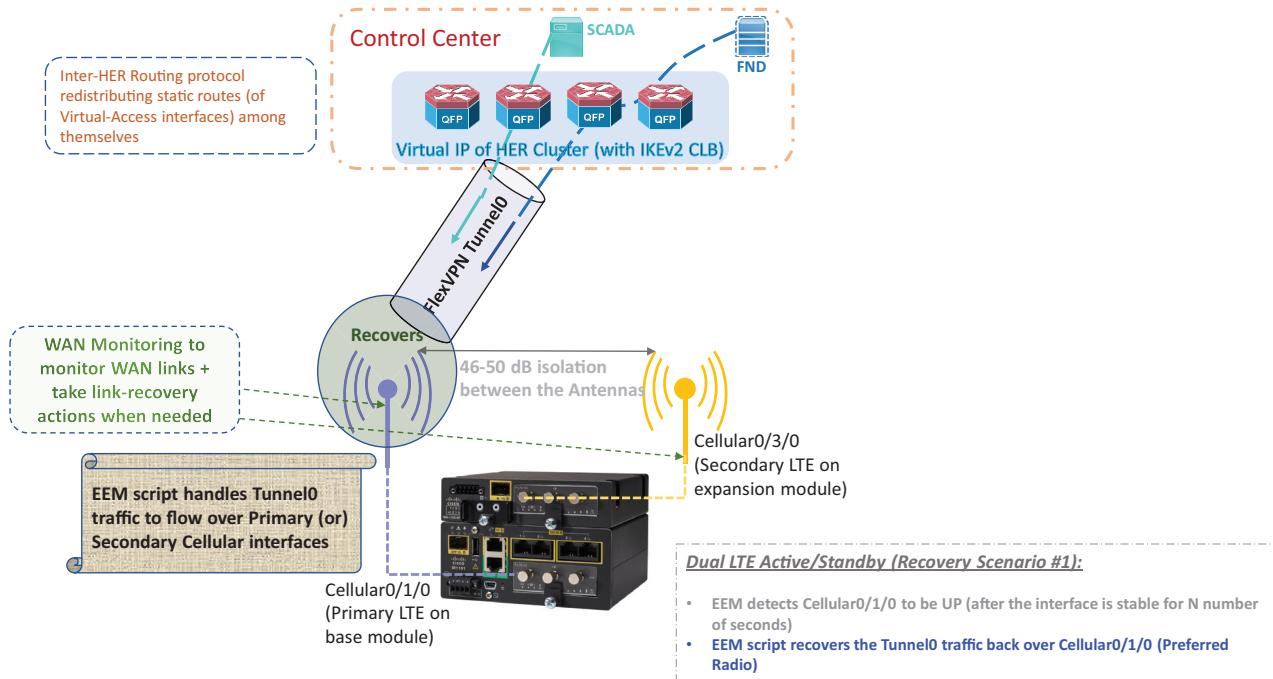 Control Center
SCADA
FND
Inter-HER Routing protocol
redistributing static routes (of
Virtual-Access interfaces) among
themselves
QFP
QFP
QFP
QFP
Virtual IP of HER Cluster (with IKEv2 CLB)
FlexVPN Tunnel0
Recovers
WAN Monitoring to
monitor WAN links +
take link-recovery
actions when needed
46-50 dB isolation
between the Antennas
Cellular0/3/0
(Secondary LTE on
expansion module)
EEM script handles Tunnel0
traffic to flow over Primary (or)
Secondary Cellular interfaces
Cellular0/1/0
(Primary LTE on
base module)
Dual LTE Active/Standby (Recovery Scenario #1):
• EEM detects Cellular0/1/0 to be UP (after the interface is stable for N number
of seconds)
• EEM script recovers the Tunnel0 traffic back over Cellular0/1/0 (Preferred
Radio)